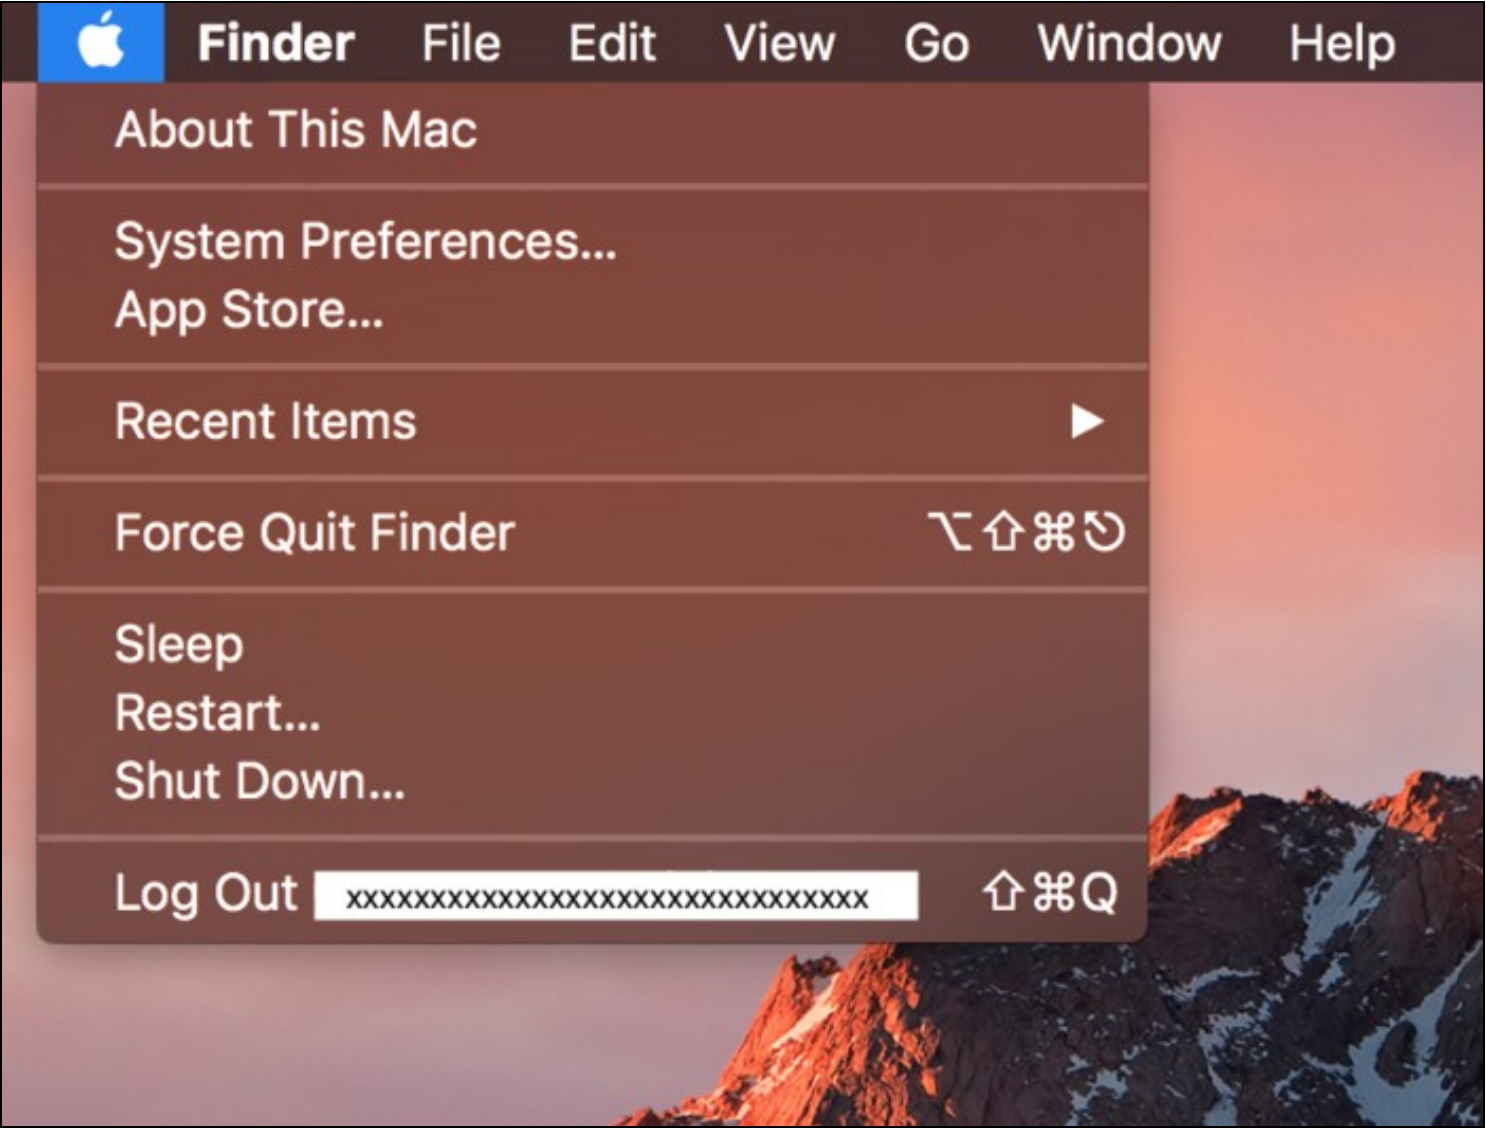 Finder File Edit View Go Window Help
About This Mac
System Preferences...
App Store...
Recent Items ▶
Force Quit Finder ⌥⇧⌘⎋
Sleep
Restart...
Shut Down...
Log Out xxxxxxxxxxxxxxxxxxxxxxxxxxxxxxx ⇧⌘Q